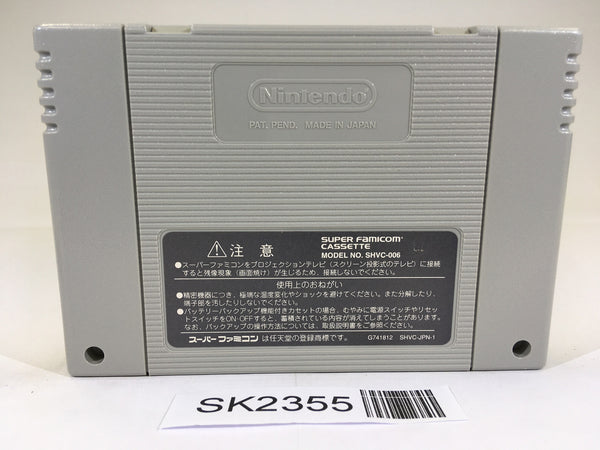 Nintendo
PAT. PEND. MADE IN JAPAN
⚠注意
SUPER FAMICOM
CASSETTE
MODEL NO. SHVC-006
●スーパーファミコンをプロジェクションテレビ(スクリーン投影式のテレビ)に接続
すると残像現象(画面焼け)が生じるため、接続しないでください。
使用上のおねがい
●精密機器につき、極端な温度変化やショックを避けてください。また分解したり、
端子部を汚したりしないでください。
●バッテリーバックアップ機能付きカセットの場合、むやみに電源スイッチやリセッ
トスイッチをON-OFFすると、蓄積されている内容が消えてしまうことがあります。
なお、バックアップの操作方法については、取扱説明書をご参照ください。
スーパーファミコンは任天堂の登録商標です。 G741812 SHVC-JPN-1
SK2355